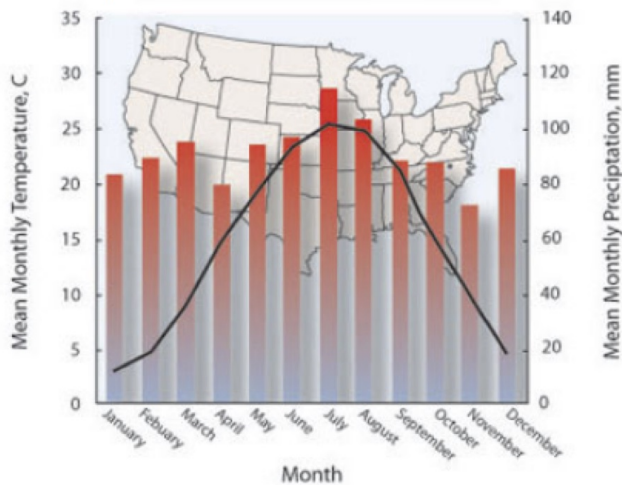 35
30
25
20
15
10
5
0
Mean Monthly Temperature, C
140
120
100
80
60
40
20
0
Mean Monthly Precipitation, mm
January
Febuary
March
April
May
June
July
August
September
October
November
December
Month